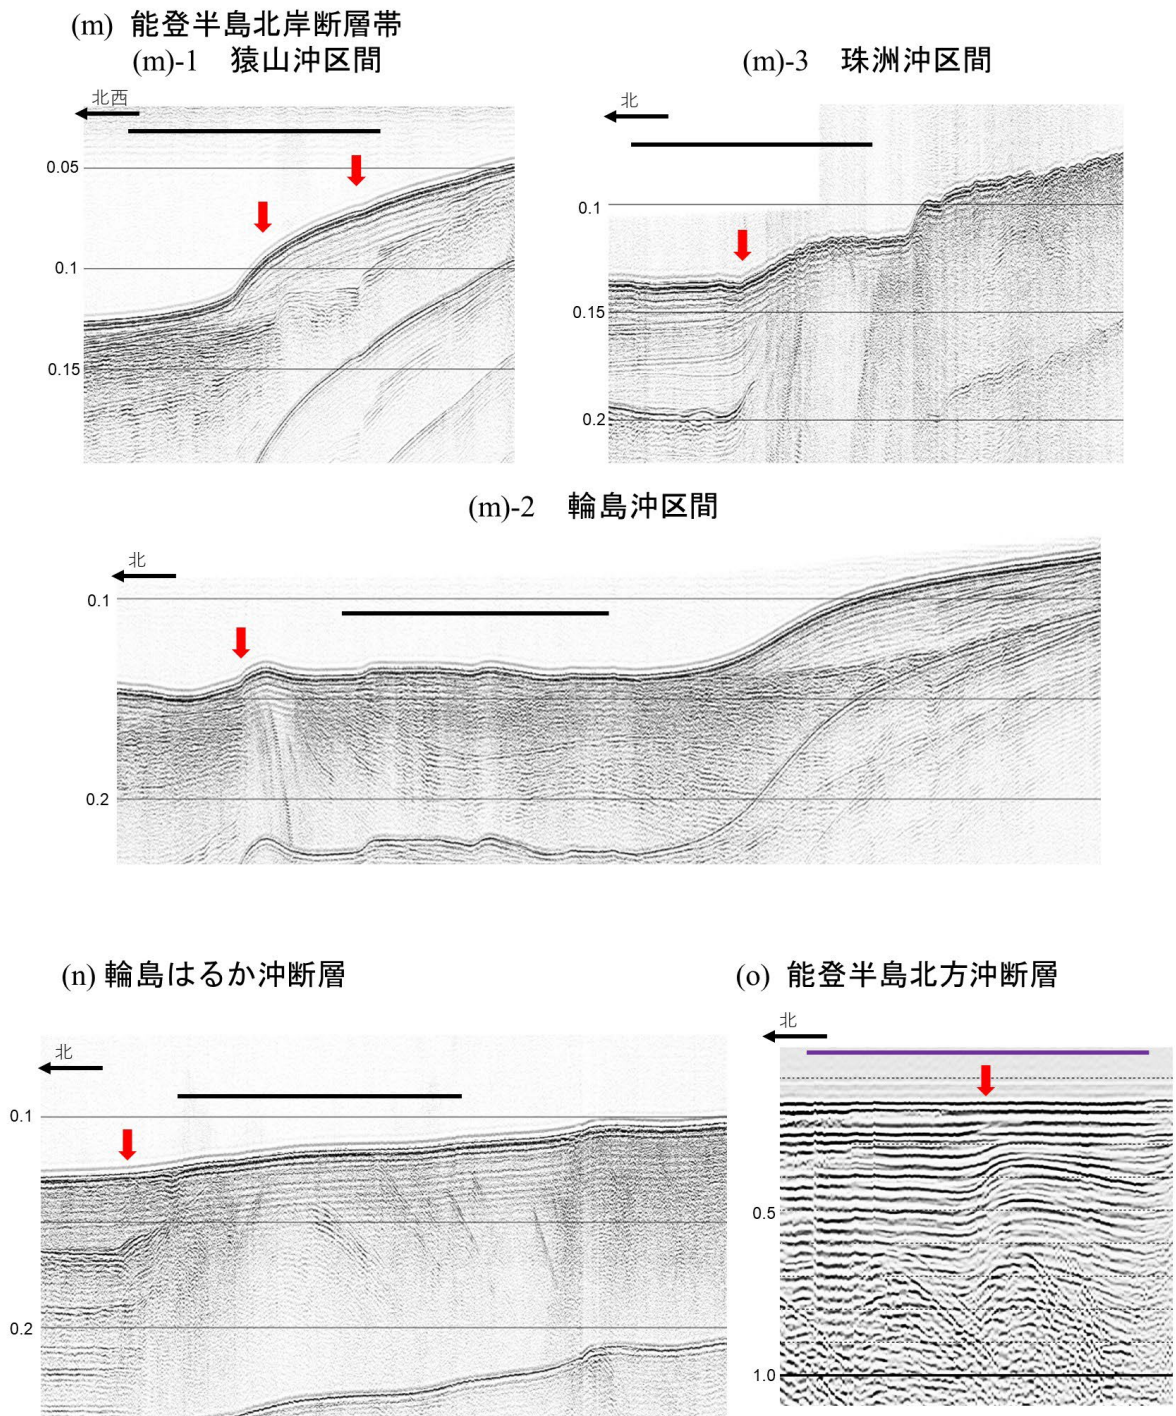 (m) 能登半島北岸断層帯
(m)-1 猿山沖区間
(m)-3 珠洲沖区間
北西
北
0.05
0.1
0.15
0.1
0.15
0.2
(m)-2 輪島沖区間
北
0.1
0.2
(n) 輪島はるか沖断層
(o) 能登半島北方沖断層
北
北
0.1
0.2
0.5
1.0